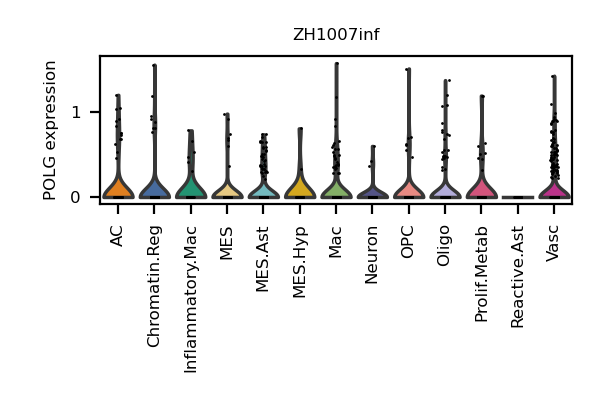 ZH1007inf
POLG expression
1
0
AC
Chromatin.Reg
Inflammatory.Mac
MES
MES.Ast
MES.Hyp
Mac
Neuron
OPC
Oligo
Prolif.Metab
Reactive.Ast
Vasc